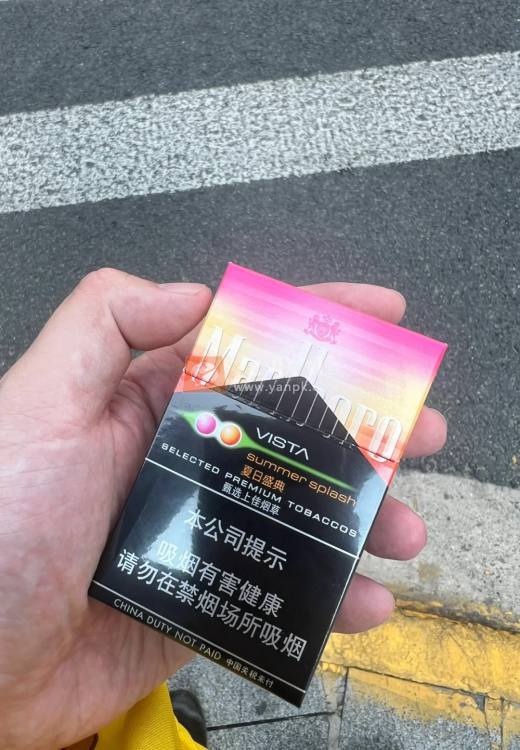 Marlboro
www.yanpk.
VISTA
summer splash
夏日盛典
SELECTED PREMIUM TOBACCOS
甄选上佳烟草
本公司提示
吸烟有害健康
请勿在禁烟场所吸烟
CHINA DUTY NOT PAID 中国关税未付